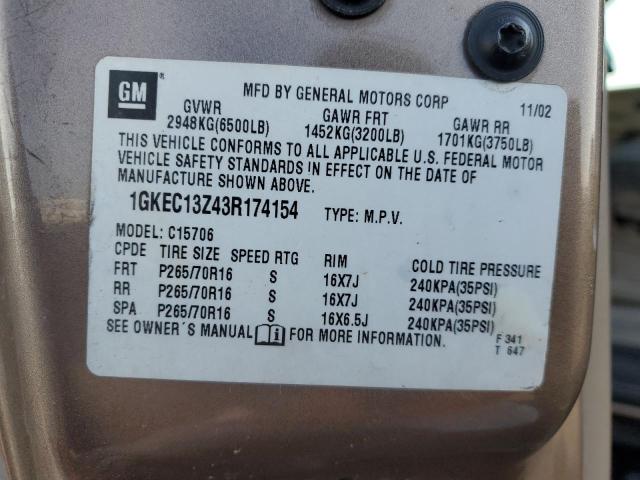 GM ® MFD BY GENERAL MOTORS CORP 11/02
GVWR GAWR FRT GAWR RR
2948KG(6500LB) 1452KG(3200LB) 1701KG(3750LB)
THIS VEHICLE CONFORMS TO ALL APPLICABLE U.S. FEDERAL MOTOR
VEHICLE SAFETY STANDARDS IN EFFECT ON THE DATE OF
MANUFACTURE SHOWN ABOVE.
1GKEC13Z43R174154 TYPE: M.P.V.
MODEL: C15706
CPDE TIRE SIZE SPEED RTG RIM COLD TIRE PRESSURE
FRT P265/70R16 S 16X7J 240KPA(35PSI)
RR P265/70R16 S 16X7J 240KPA(35PSI)
SPA P265/70R16 S 16X6.5J 240KPA(35PSI)
SEE OWNER'S MANUAL i FOR MORE INFORMATION.
F 341
T 647